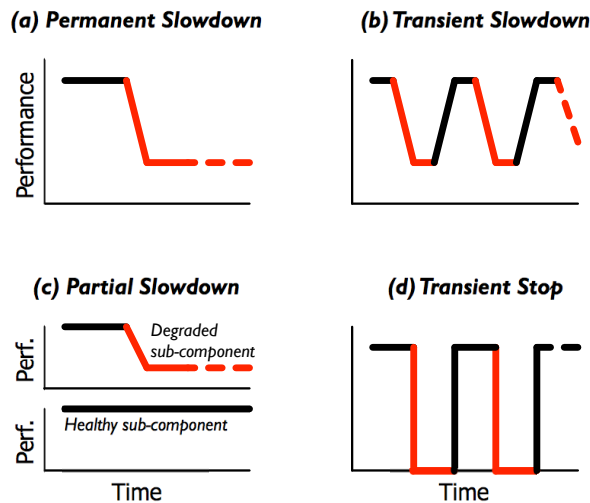 (a) Permanent Slowdown
(b) Transient Slowdown
Performance
(c) Partial Slowdown
(d) Transient Stop
Perf.
Degraded
sub-component
Perf.
Healthy sub-component
Time
Time